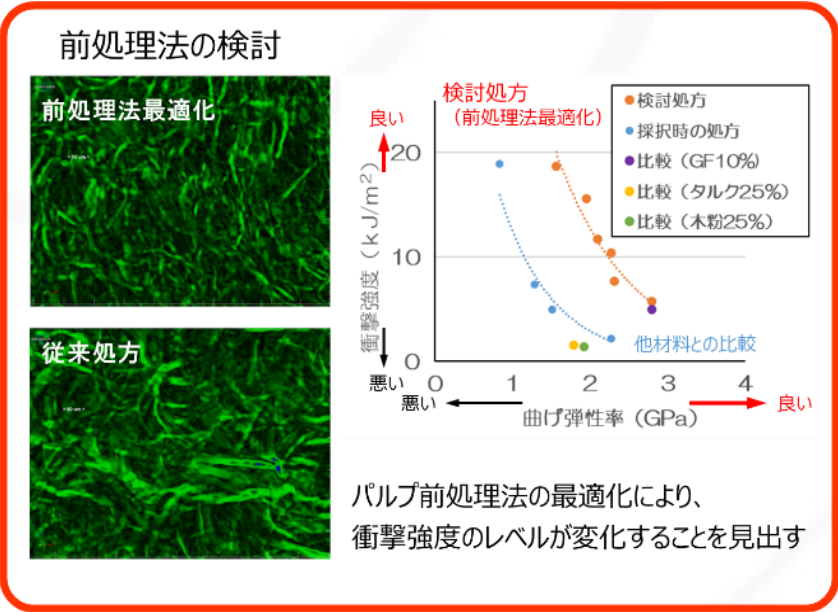 前処理法の検討
前処理法最適化
従来処方
検討処方
（前処理法最適化）
良い
衝撃強度（kJ/m²）
悪い
20
10
0
検討処方
採択時の処方
比較（GF10%）
比較（タルク25%）
比較（木粉25%）
他材料との比較
0 1 2 3 4
悪い
曲げ弾性率（GPa）
良い
パルプ前処理法の最適化により、
衝撃強度のレベルが変化することを見出す